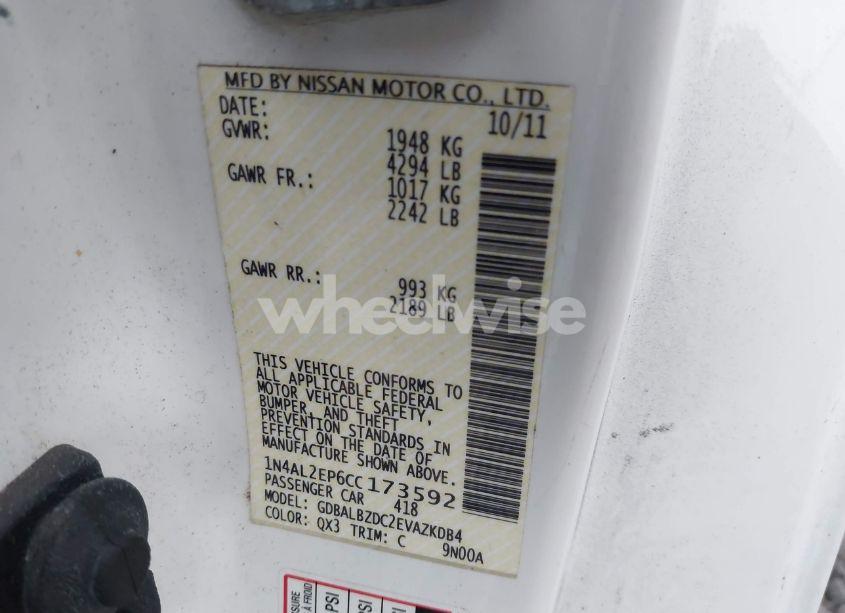 MFD BY NISSAN MOTOR CO., LTD.
DATE: 10/11
GVWR: 1948 KG
4294 LB
GAWR FR.: 1017 KG
2242 LB
GAWR RR.: 993 KG
2189 LB
wheelwise
THIS VEHICLE CONFORMS TO
ALL APPLICABLE FEDERAL
MOTOR VEHICLE SAFETY,
BUMPER, AND THEFT
PREVENTION STANDARDS IN
EFFECT ON THE DATE OF
MANUFACTURE SHOWN ABOVE.
1N4AL2EP6CC173592
PASSENGER CAR 418
MODEL: GDBALBZDC2EVAZKDB4
COLOR: QX3 TRIM: C 9N00A
À FROID
PSI
PSI